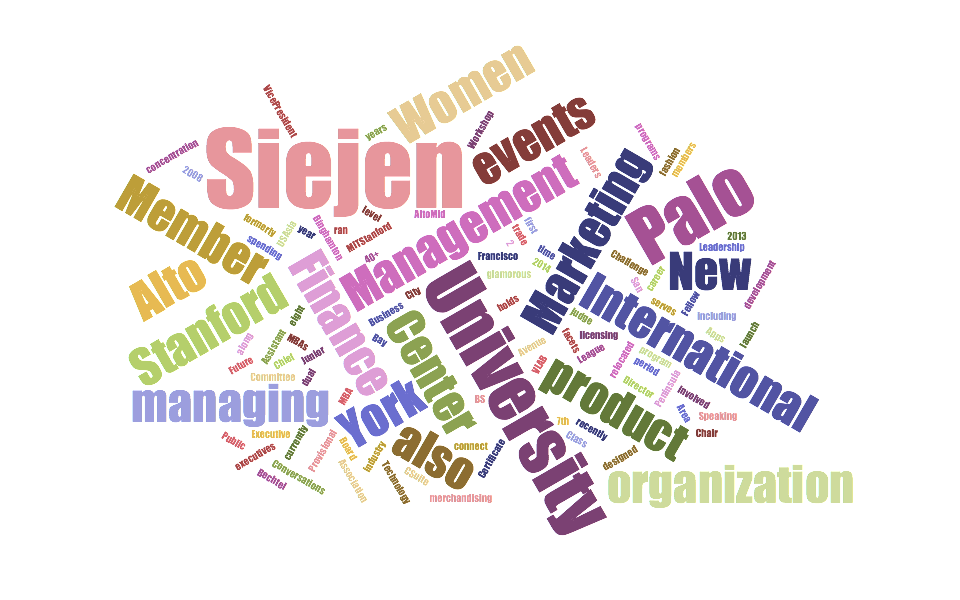 Women
VicePresident
years
Workshop
events
Siejen
concemration
2008
Leaders
programs
fashion
members
Member
formerly
spending
DSAsia
year
Binghamten
ran
level
MITStanford
AltoMid
Management
trade
first
2
time
Marketing
Palo
2013
Leadership
New
Challenge
San
career
development
Alto
Stanford
Finance
40+
Francisco
glamorous
2014
International
serves
fellow
including
Apps
launch
University
City
Business
Bay
Center
holds
judge
licensing
facets
League
Avenue
VLAB
relocated
program
period
Director
Peninsula
Area
Involved
Speaking
Chair
along
Future
Assistant
eight
MBAs
Chief
junior
Committee
dual
MBA
managing
York
also
BS
product
7th
recently
Class
designed
organization
Public
Executive
executives
currently
Conversations
Bechtel
Provisional
Board
Association
Industry
Technology
CSuite
connect
Certificate
merchandising